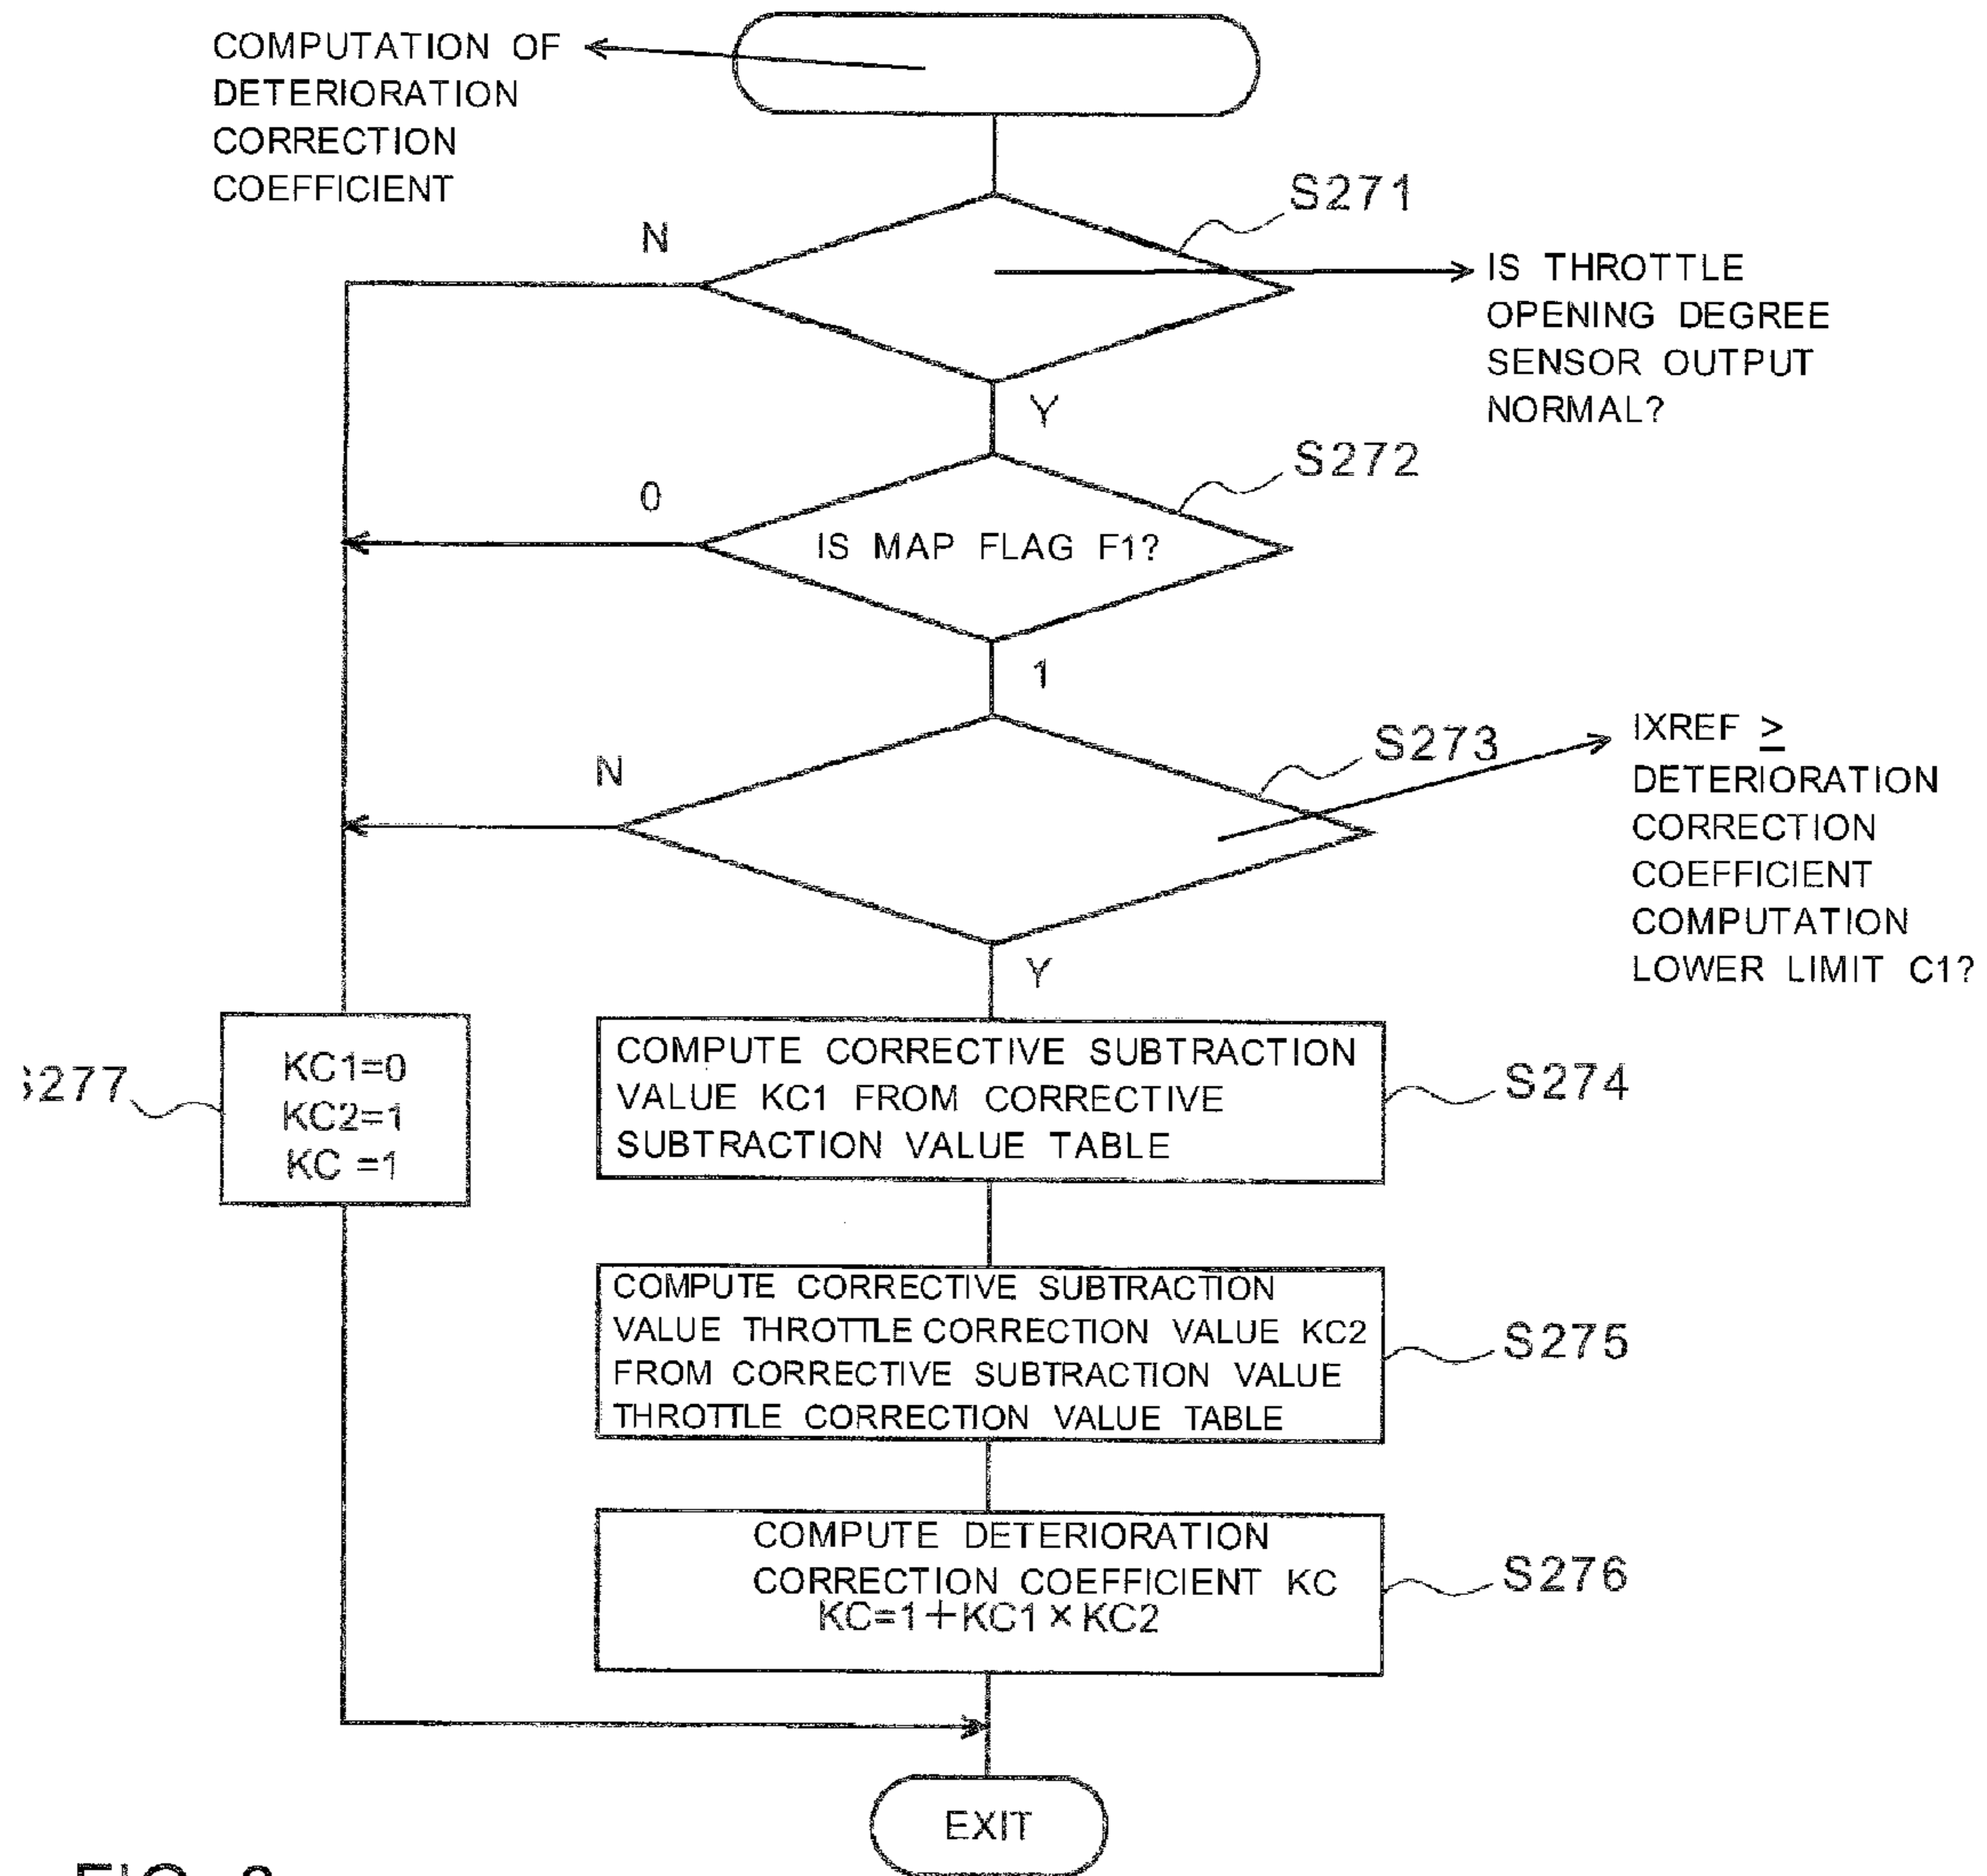 COMPUTATION OF
DETERIORATION
CORRECTION
COEFFICIENT
S271
N
IS THROTTLE
OPENING DEGREE
SENSOR OUTPUT
NORMAL?
Y
S272
0
IS MAP FLAG F1?
1
S273
IXREF ≥
DETERIORATION
CORRECTION
COEFFICIENT
COMPUTATION
LOWER LIMIT C1?
N
Y
S277
KC1=0
KC2=1
KC =1
COMPUTE CORRECTIVE SUBTRACTION
VALUE KC1 FROM CORRECTIVE
SUBTRACTION VALUE TABLE
S274
COMPUTE CORRECTIVE SUBTRACTION
VALUE THROTTLE CORRECTION VALUE KC2
FROM CORRECTIVE SUBTRACTION VALUE
THROTTLE CORRECTION VALUE TABLE
S275
COMPUTE DETERIORATION
CORRECTION COEFFICIENT KC
KC=1+KC1×KC2
S276
EXIT